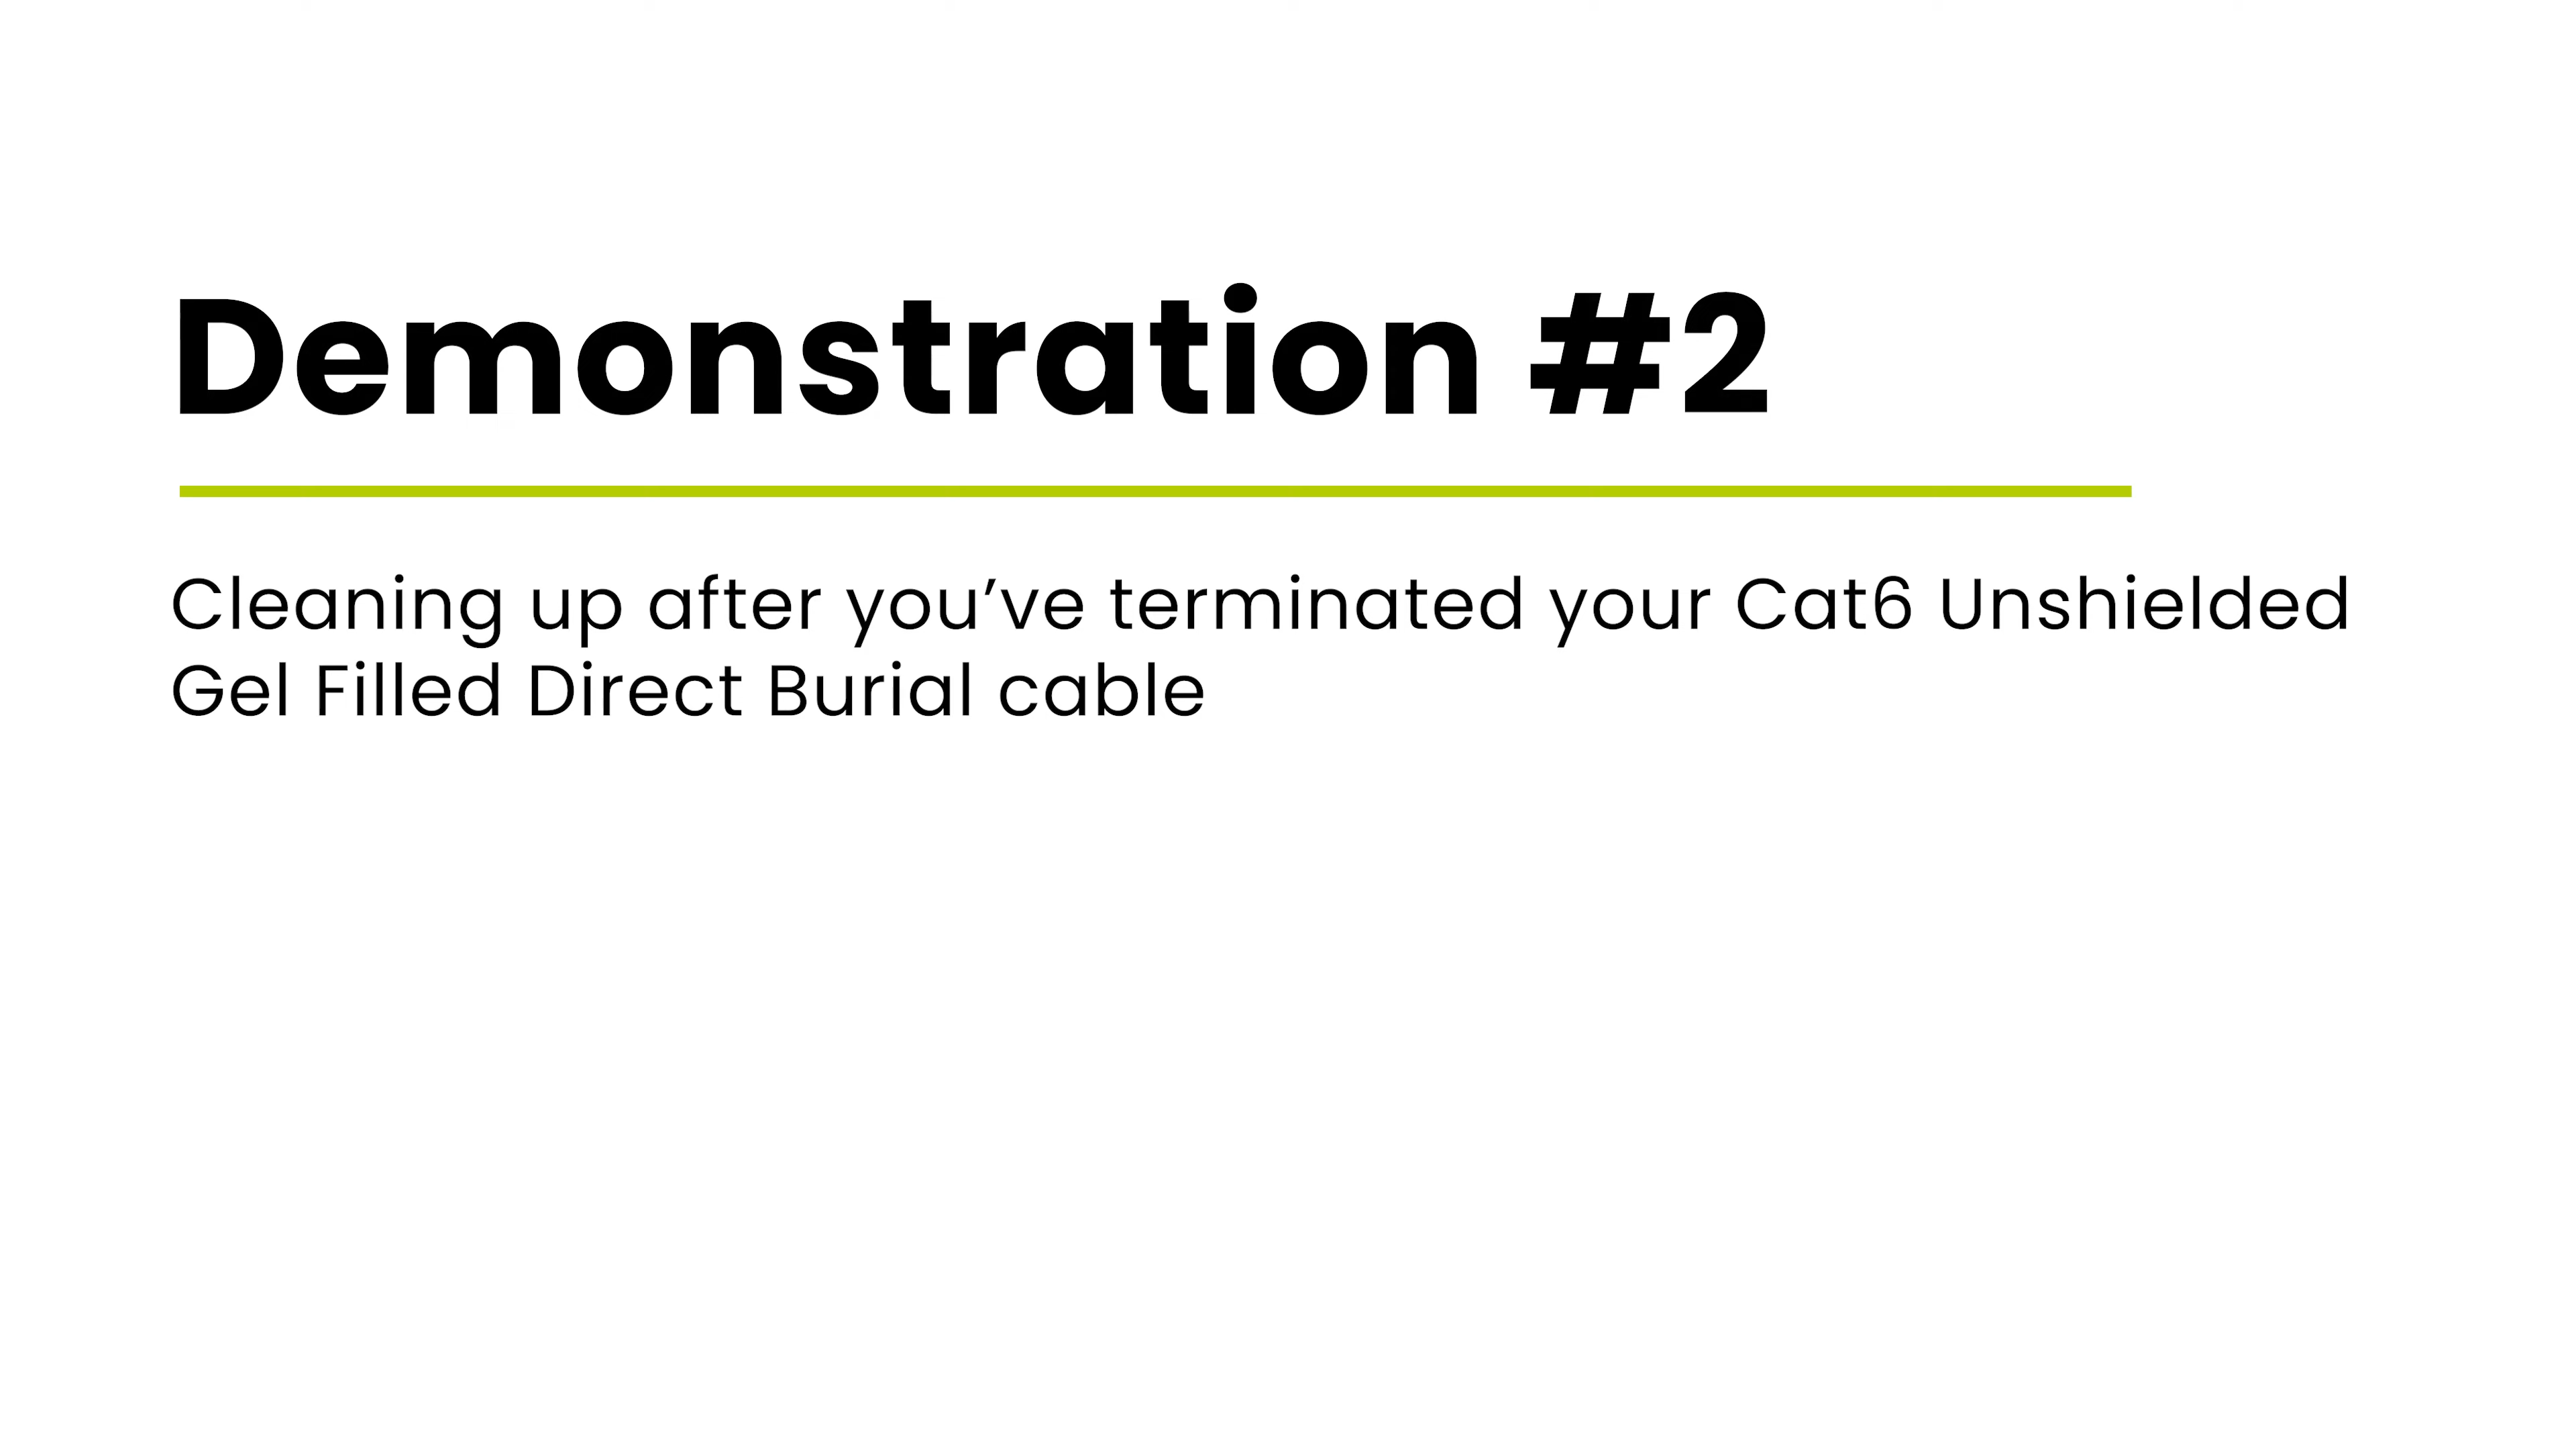 Demonstration #2
Cleaning up after you’ve terminated your Cat6 Unshielded
Gel Filled Direct Burial cable